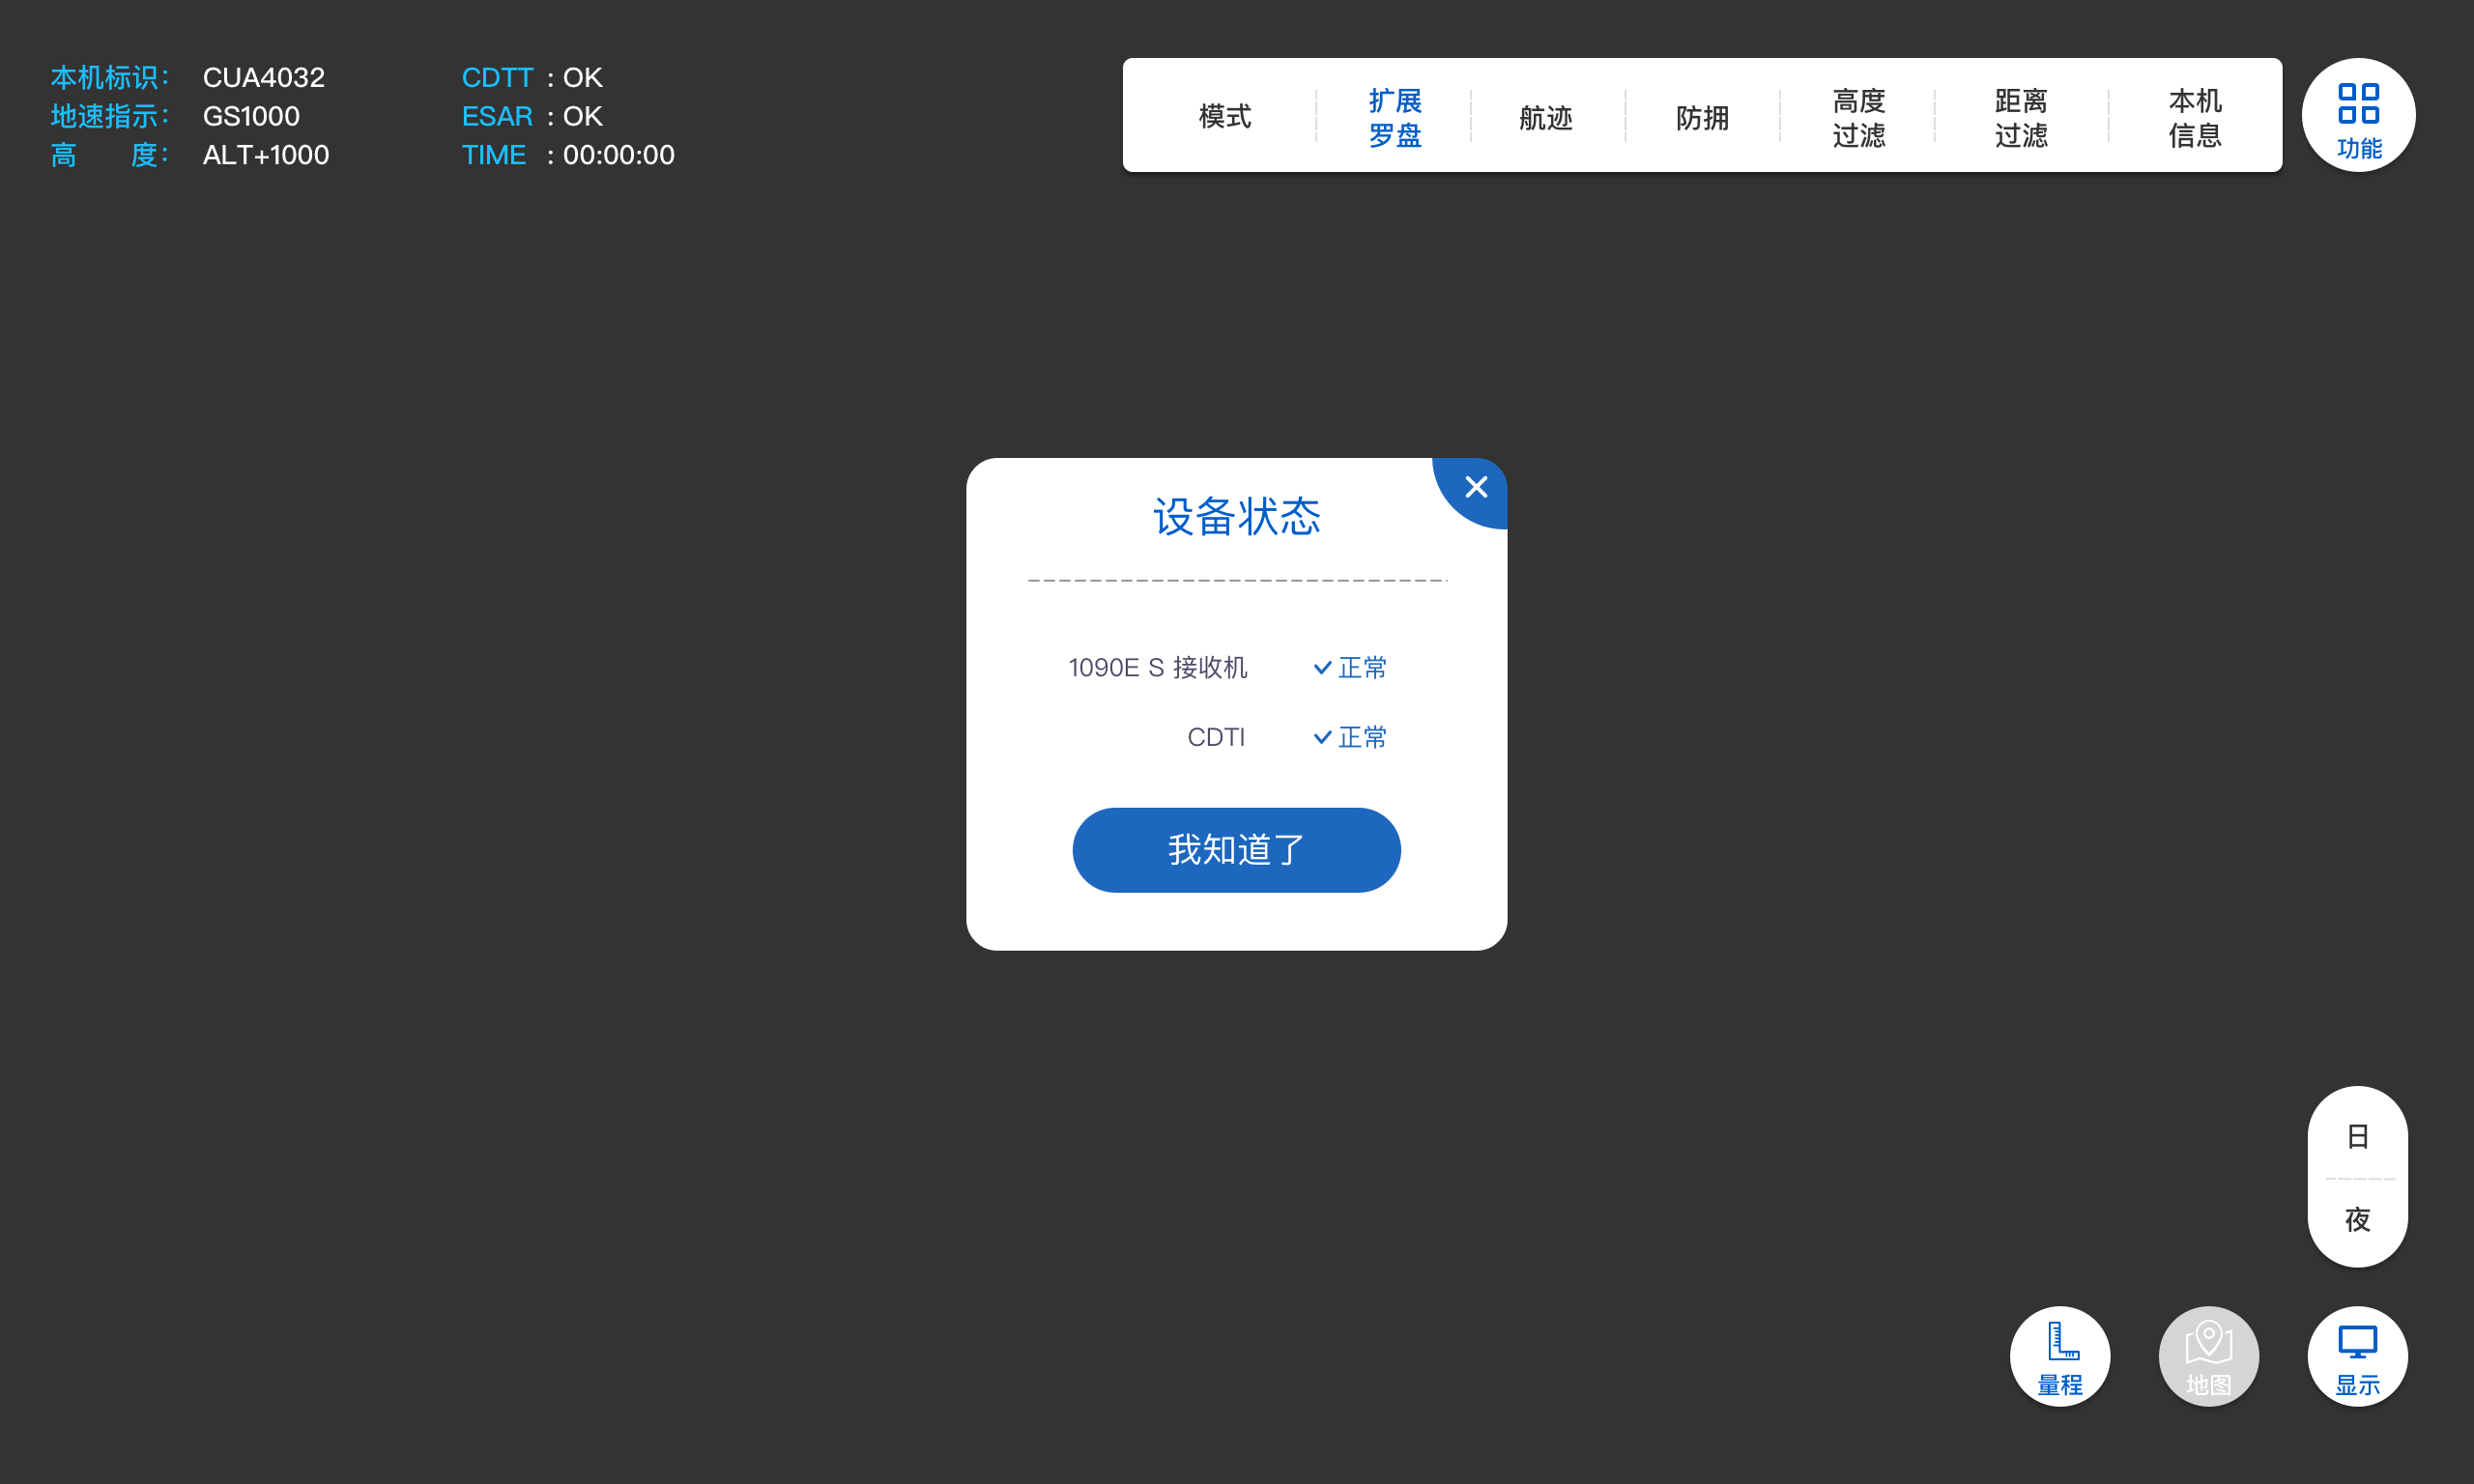 本机标识: CUA4032 CDTT : OK
地速指示: GS1000 ESAR : OK
高 度: ALT+1000 TIME : 00:00:00
模式
扩展
罗盘
航迹
防拥
高度
过滤
距离
过滤
本机
信息
功能
设备状态
1090E S 接收机 正常
CDTI 正常
我知道了
日
夜
量程
地图
显示